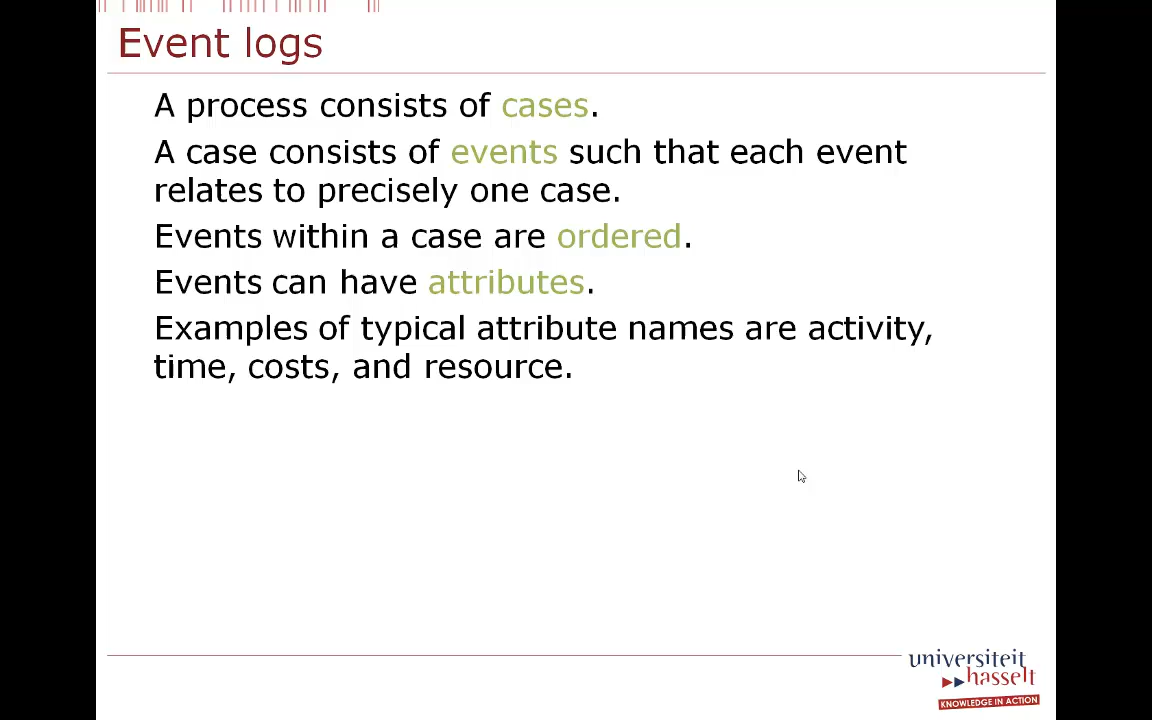 Event logs
A process consists of cases.
A case consists of events such that each event
relates to precisely one case.
Events within a case are ordered.
Events can have attributes.
Examples of typical attribute names are activity,
time, costs, and resource.
universiteit
hasselt
KNOWLEDGE IN ACTION